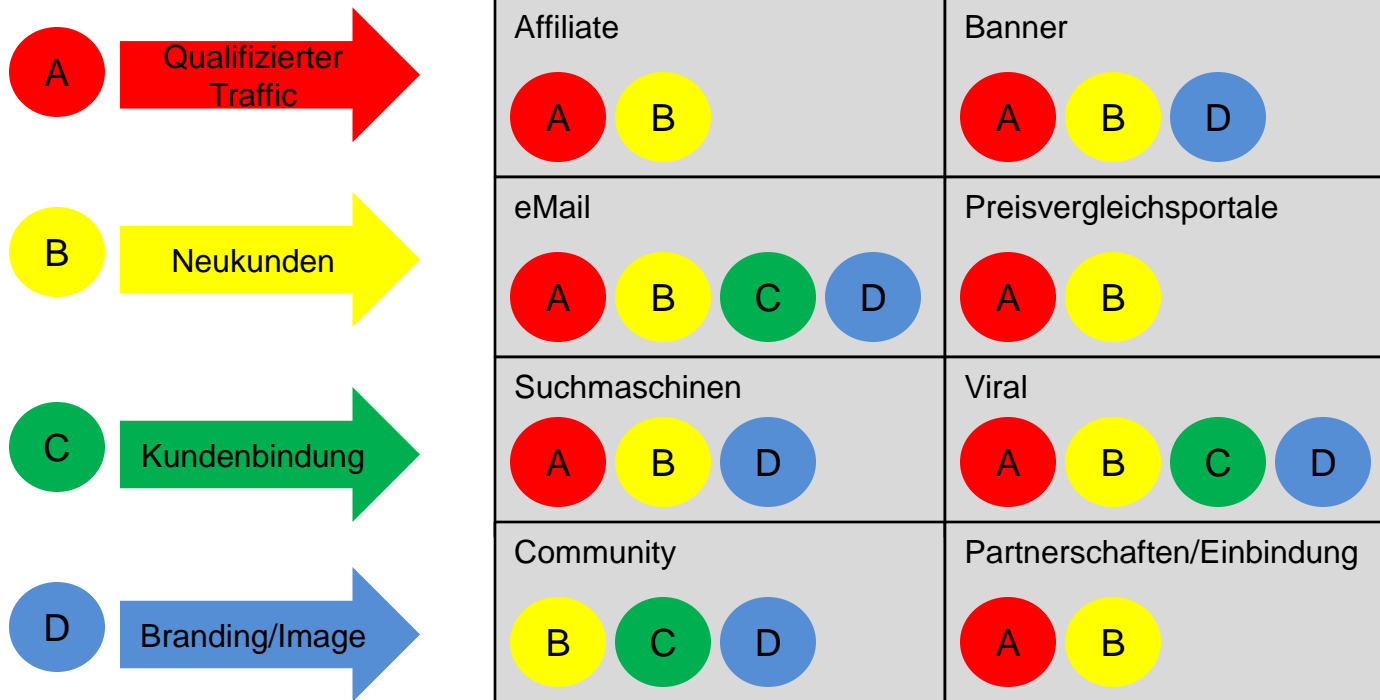 A
Qualifizierter
Traffic
B
Neukunden
C
Kundenbindung
D
Branding/Image
Affiliate
A B
Banner
A B D
eMail
A B C D
Preisvergleichsportale
A B
Suchmaschinen
A B D
Viral
A B C D
Community
B C D
Partnerschaften/Einbindung
A B